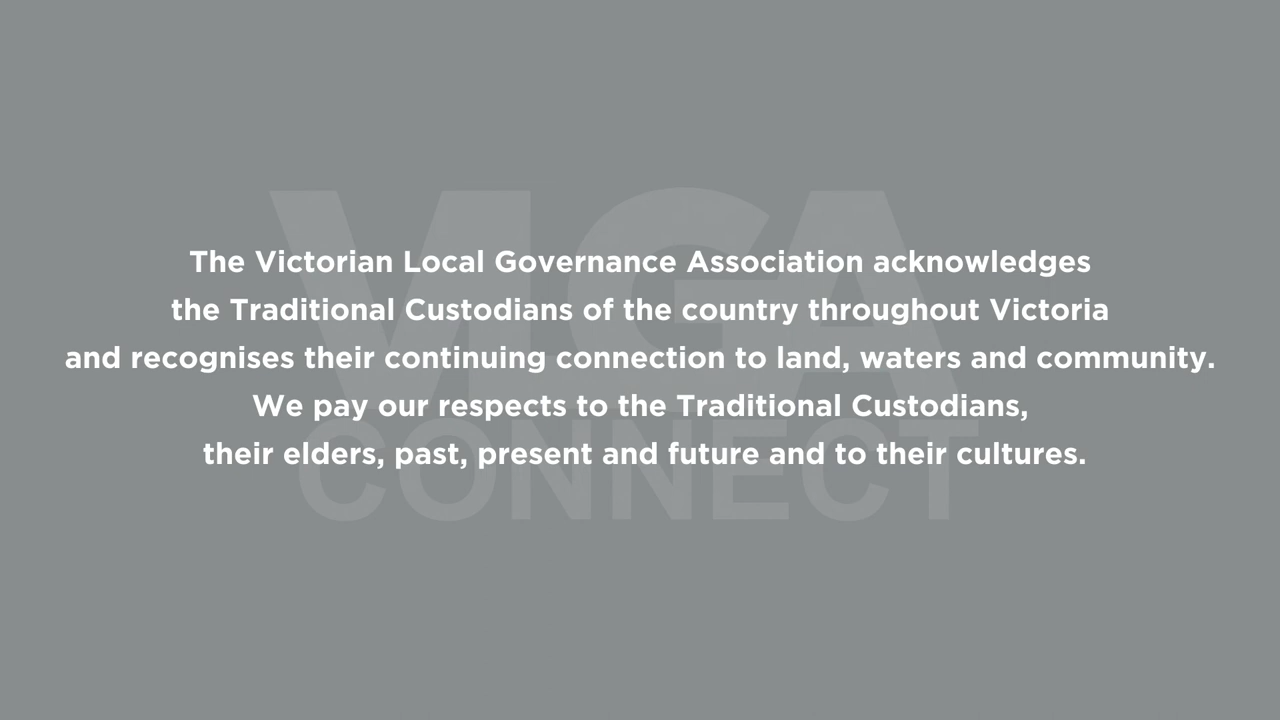 VLGA
CONNECT
The Victorian Local Governance Association acknowledges
the Traditional Custodians of the country throughout Victoria
and recognises their continuing connection to land, waters and community.
We pay our respects to the Traditional Custodians,
their elders, past, present and future and to their cultures.